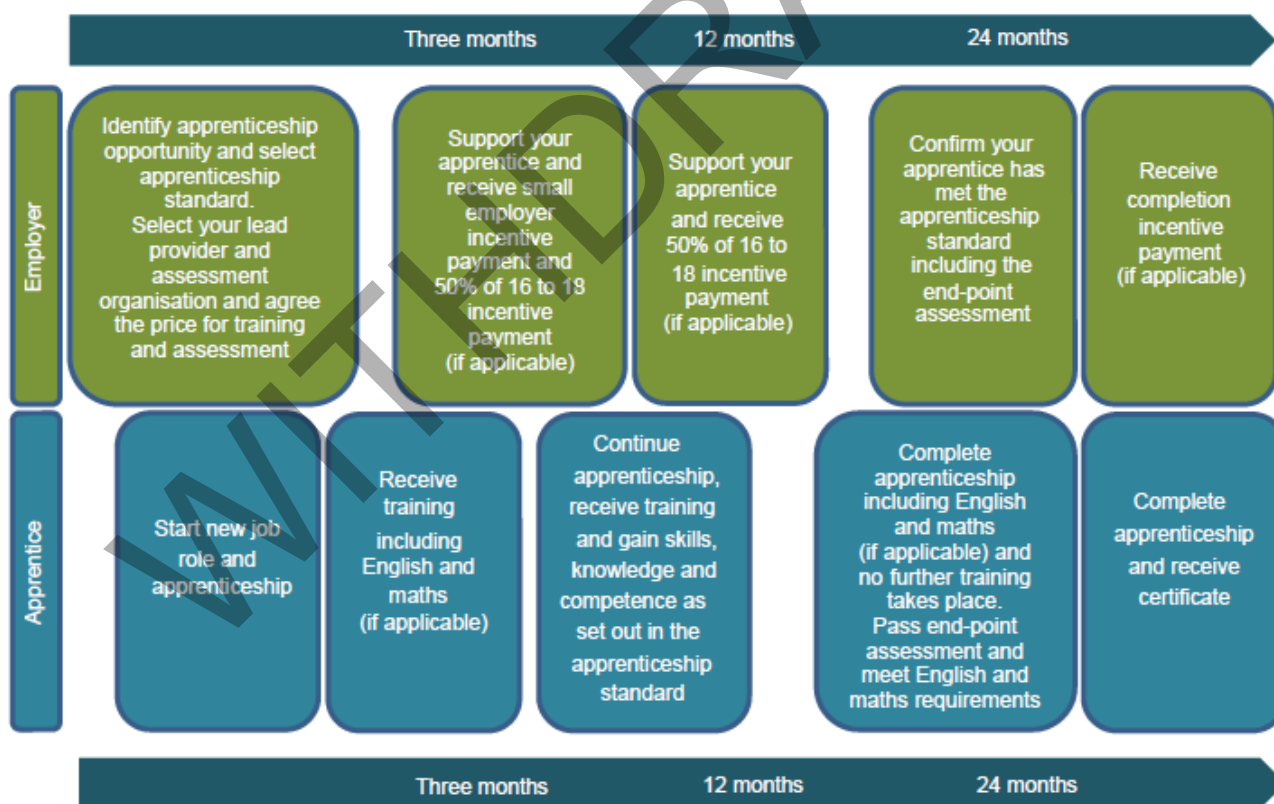 Three months 12 months 24 months
Employer
Identify apprenticeship
opportunity and select
apprenticeship
standard.
Select your lead
provider and
assessment
organisation and agree
the price for training
and assessment
Support your
apprentice and
receive small
employer
incentive
payment and
50% of 16 to 18
incentive
payment
(if applicable)
Support your
apprentice
and receive
50% of 16 to
18 incentive
payment
(if applicable)
Confirm your
apprentice has
met the
apprenticeship
standard
including the
end-point
assessment
Receive
completion
incentive
payment
(if applicable)
Apprentice
Start new job
role and
apprenticeship
Receive
training
including
English and
maths
(if applicable)
Continue
apprenticeship,
receive training
and gain skills,
knowledge and
competence as
set out in the
apprenticeship
standard
Complete
apprenticeship
including English
and maths
(if applicable) and
no further training
takes place.
Pass end-point
assessment and
meet English and
maths requirements
Complete
apprenticeship
and receive
certificate
Three months 12 months 24 months
WITHDRA